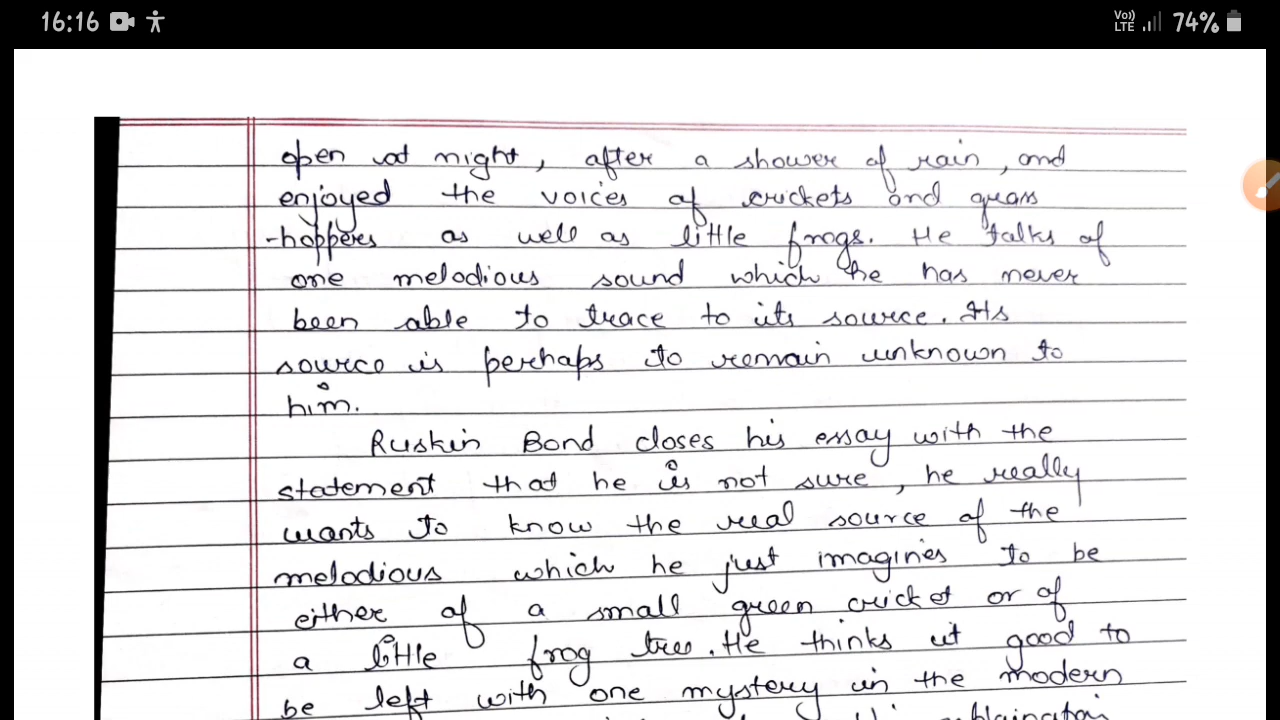 16:16
Vo)) LTE 74%
open at night, after a shower of rain, and
enjoyed the voices of crickets and grass
-hoppers as well as little frogs. He talks of
one melodious sound which he has never
been able to trace to its source. Its
source is perhaps to remain unknown to
him.
Ruskin Bond closes his essay with the
statement that he is not sure, he really
wants to know the real source of the
melodious which he just imagines to be
either of a small green cricket or of
a little frog tree. He thinks it good to
be left with one mystery in the modern